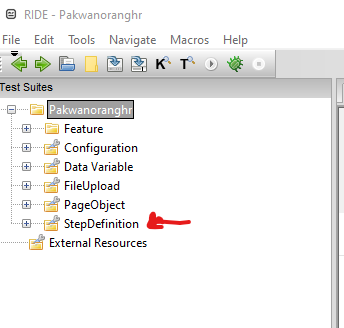 RIDE - Pakwanoranghr
File Edit Tools Navigate Macros Help
K T
Test Suites
Pakwanoranghr
Feature
Configuration
Data Variable
FileUpload
PageObject
StepDefinition
External Resources